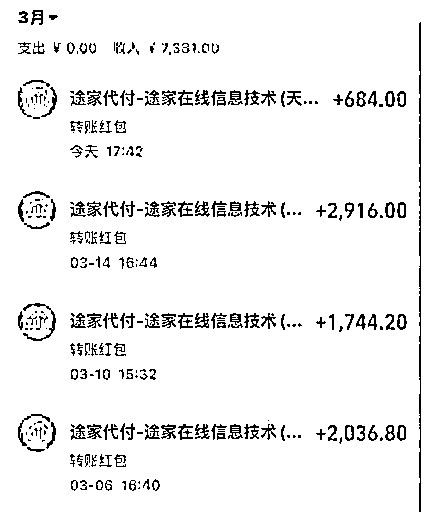 3月
支出 ¥0.00 收入 ¥7,381.00
途家代付-途家在线信息技术(天... +684.00
转账红包
今天 17:42
途家代付-途家在线信息技术(... +2,916.00
转账红包
03-14 16:44
途家代付-途家在线信息技术(... +1,744.20
转账红包
03-10 15:32
途家代付-途家在线信息技术(... +2,036.80
转账红包
03-06 16:40